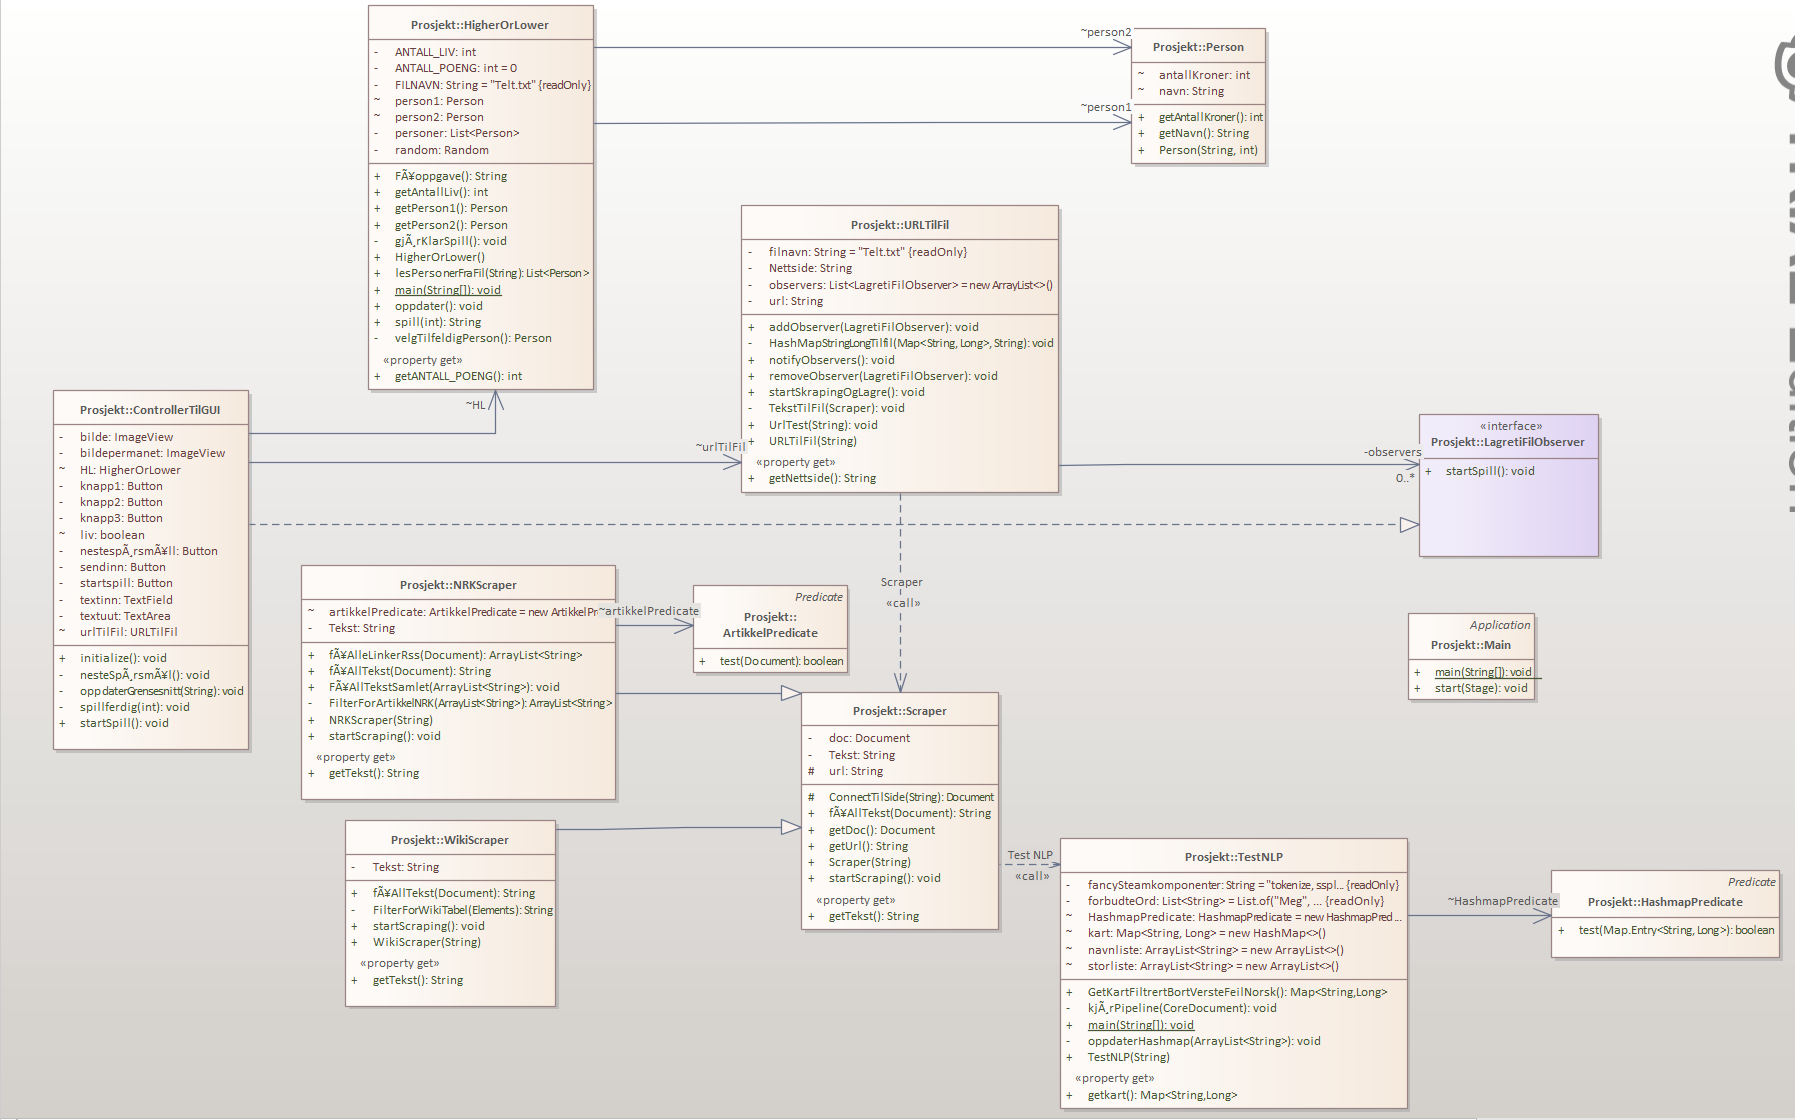 Prosjekt::HigherOrLower
- ANTALL_LIV: int
- ANTALL_POENG: int = 0
- FILNAVN: String = "Telt.txt" {readOnly}
~ person1: Person
~ person2: Person
- personer: List<Person>
- random: Random
+ FÃ¥oppgave(): String
+ getAntallLiv(): int
+ getPerson1(): Person
+ getPerson2(): Person
- gjÃ¸rKlarSpill(): void
+ HigherOrLower()
+ lesPersonerFraFil(String): List<Person>
+ main(String[]): void
+ oppdater(): void
+ spill(int): String
- velgTilfeldigPerson(): Person
«property get»
+ getANTALL_POENG(): int
~person2
~person1
Prosjekt::Person
~ antallKroner: int
~ navn: String
+ getAntallKroner(): int
+ getNavn(): String
+ Person(String, int)
Prosjekt::URLTilFil
- filnavn: String = "Telt.txt" {readOnly}
- Nettside: String
- observers: List<LagretiFilObserver> = new ArrayList<>()
- url: String
+ addObserver(LagretiFilObserver): void
- HashMapStringLongTilfil(Map<String, Long>, String): void
+ notifyObservers(): void
+ removeObserver(LagretiFilObserver): void
+ startSkrapingOgLagre(): void
- TekstTilFil(Scraper): void
+ UrlTest(String): void
+ URLTilFil(String)
«property get»
+ getNettside(): String
~HL
~urlTilFil
Prosjekt::ControllerTilGUI
- bilde: ImageView
- bildepermanet: ImageView
~ HL: HigherOrLower
- knapp1: Button
- knapp2: Button
- knapp3: Button
~ liv: boolean
- nestespÃ¸rsmÃ¥ll: Button
- sendinn: Button
- startspill: Button
- textinn: TextField
- textuut: TextArea
~ urlTilFil: URLTilFil
+ initialize(): void
- nesteSpÃ¸rsmÃ¥l(): void
- oppdaterGrensesnitt(String): void
- spillferdig(int): void
+ startSpill(): void
-observers
0..*
«interface»
Prosjekt::LagretiFilObserver
+ startSpill(): void
Scraper
«call»
Prosjekt::NRKScraper
~ artikkelPredicate: ArtikkelPredicate = new ArtikkelPr
- Tekst: String
+ fÃ¥AlleLinkerRss(Document): ArrayList<String>
+ fÃ¥AllTekst(Document): String
+ FÃ¥AllTekstSamlet(ArrayList<String>): void
- FilterForArtikkelNRK(ArrayList<String>): ArrayList<String>
+ NRKScraper(String)
+ startScraping(): void
«property get»
+ getTekst(): String
~artikkelPredicate
Predicate
Prosjekt::
ArtikkelPredicate
+ test(Document): boolean
Application
Prosjekt::Main
+ main(String[]): void
+ start(Stage): void
Prosjekt::Scraper
- doc: Document
- Tekst: String
# url: String
# ConnectTilSide(String): Document
+ fÃ¥AllTekst(Document): String
+ getDoc(): Document
+ getUrl(): String
+ Scraper(String)
+ startScraping(): void
«property get»
+ getTekst(): String
Prosjekt::WikiScraper
- Tekst: String
+ fÃ¥AllTekst(Document): String
- FilterForWikiTabel(Elements): String
+ startScraping(): void
+ WikiScraper(String)
«property get»
+ getTekst(): String
Test NLP
«call»
Prosjekt::TestNLP
- fancySteamkomponenter: String = "tokenize, sspl... {readOnly}
- forbudteOrd: List<String> = List.of("Meg", ... {readOnly}
~ HashmapPredicate: HashmapPredicate = new HashmapPred...
~ kart: Map<String, Long> = new HashMap<>()
~ navnliste: ArrayList<String> = new ArrayList<>()
~ storliste: ArrayList<String> = new ArrayList<>()
+ GetKartFiltrertBortVersteFeilNorsk(): Map<String,Long>
- kjÃ¸rPipeline(CoreDocument): void
+ main(String[]): void
- oppdaterHashmap(ArrayList<String>): void
+ TestNLP(String)
«property get»
+ getkart(): Map<String,Long>
~HashmapPredicate
Predicate
Prosjekt::HashmapPredicate
+ test(Map.Entry<String, Long>): boolean